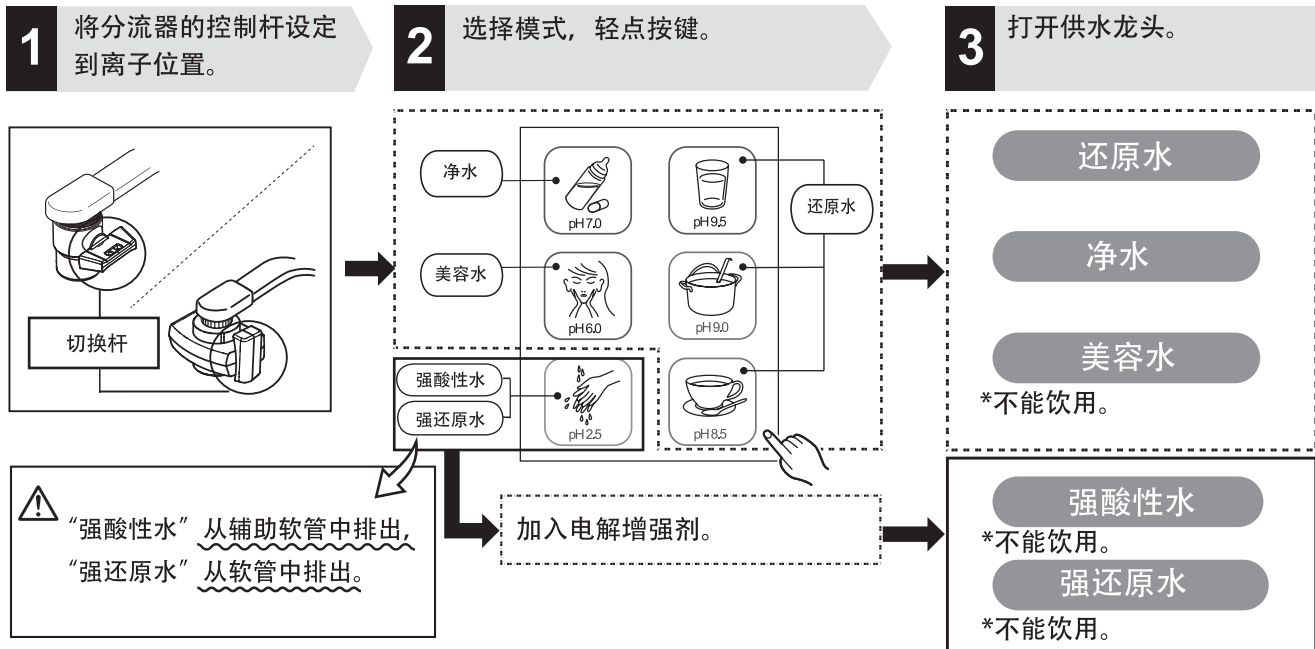 1
将分流器的控制杆设定
到离子位置。
2
选择模式，轻点按键。
3
打开供水龙头。
切换杆
净水
美容水
强酸性水
强还原水
pH7.0
pH9.5
还原水
pH6.0
pH9.0
pH2.5
pH8.5
“强酸性水”从辅助软管中排出，
“强还原水”从软管中排出。
加入电解增强剂。
还原水
净水
美容水
*不能饮用。
强酸性水
*不能饮用。
强还原水
*不能饮用。